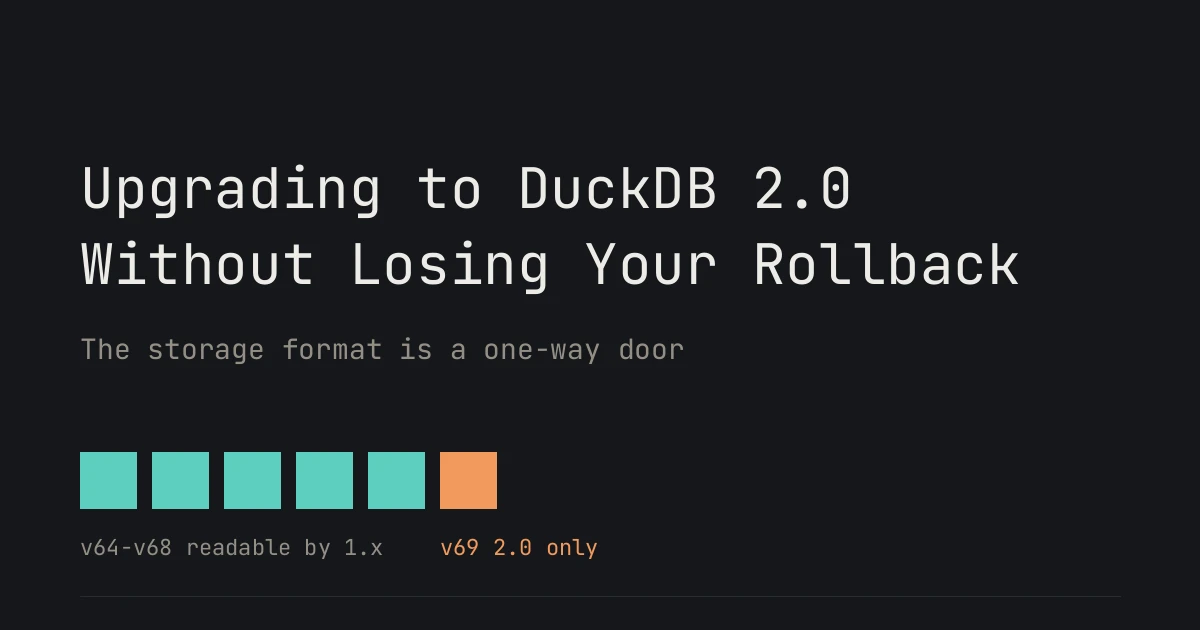 Upgrading to DuckDB 2.0
Without Losing Your Rollback
The storage format is a one-way door
v64-v68 readable by 1.x
v69 2.0 only